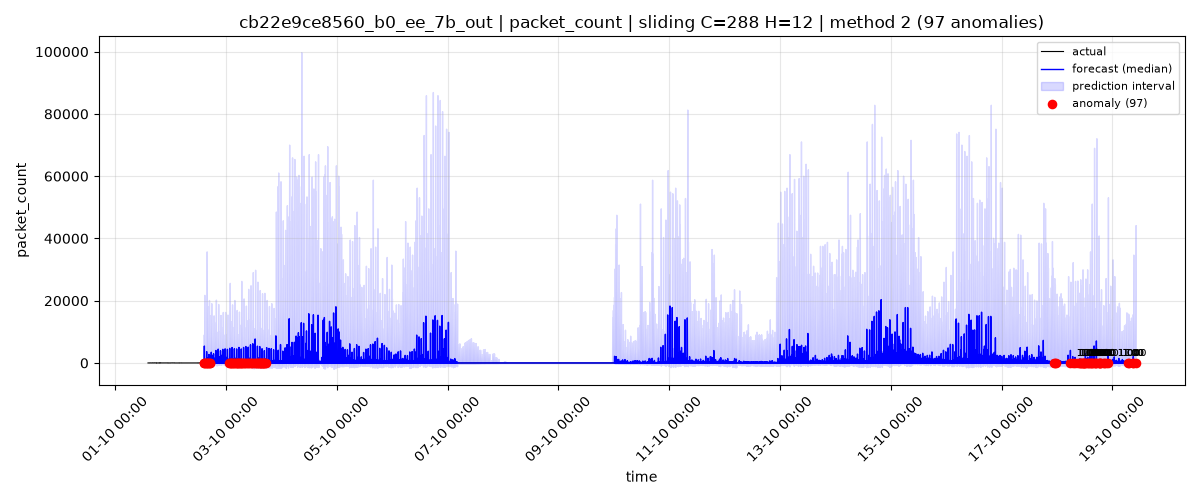 cb22e9ce8560_b0_ee_7b_out | packet_count | sliding C=288 H=12 | method 2 (97 anomalies)
actual
forecast (median)
prediction interval
anomaly (97)
packet_count
100000
80000
60000
40000
20000
0
01-10 00:00
03-10 00:00
05-10 00:00
07-10 00:00
09-10 00:00
11-10 00:00
13-10 00:00
15-10 00:00
17-10 00:00
19-10 00:00
time